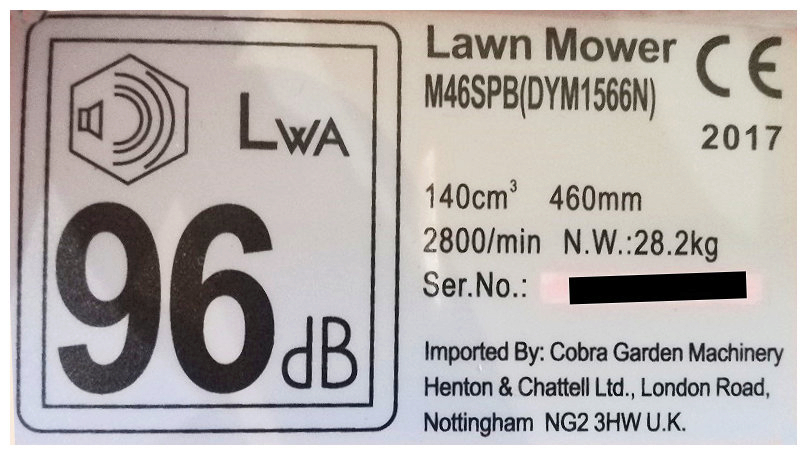 LWA
96 dB
Lawn Mower
M46SPB(DYM1566N)
CE
2017
140cm³ 460mm
2800/min N.W.:28.2kg
Ser.No.:
Imported By: Cobra Garden Machinery
Henton & Chattell Ltd., London Road,
Nottingham NG2 3HW U.K.